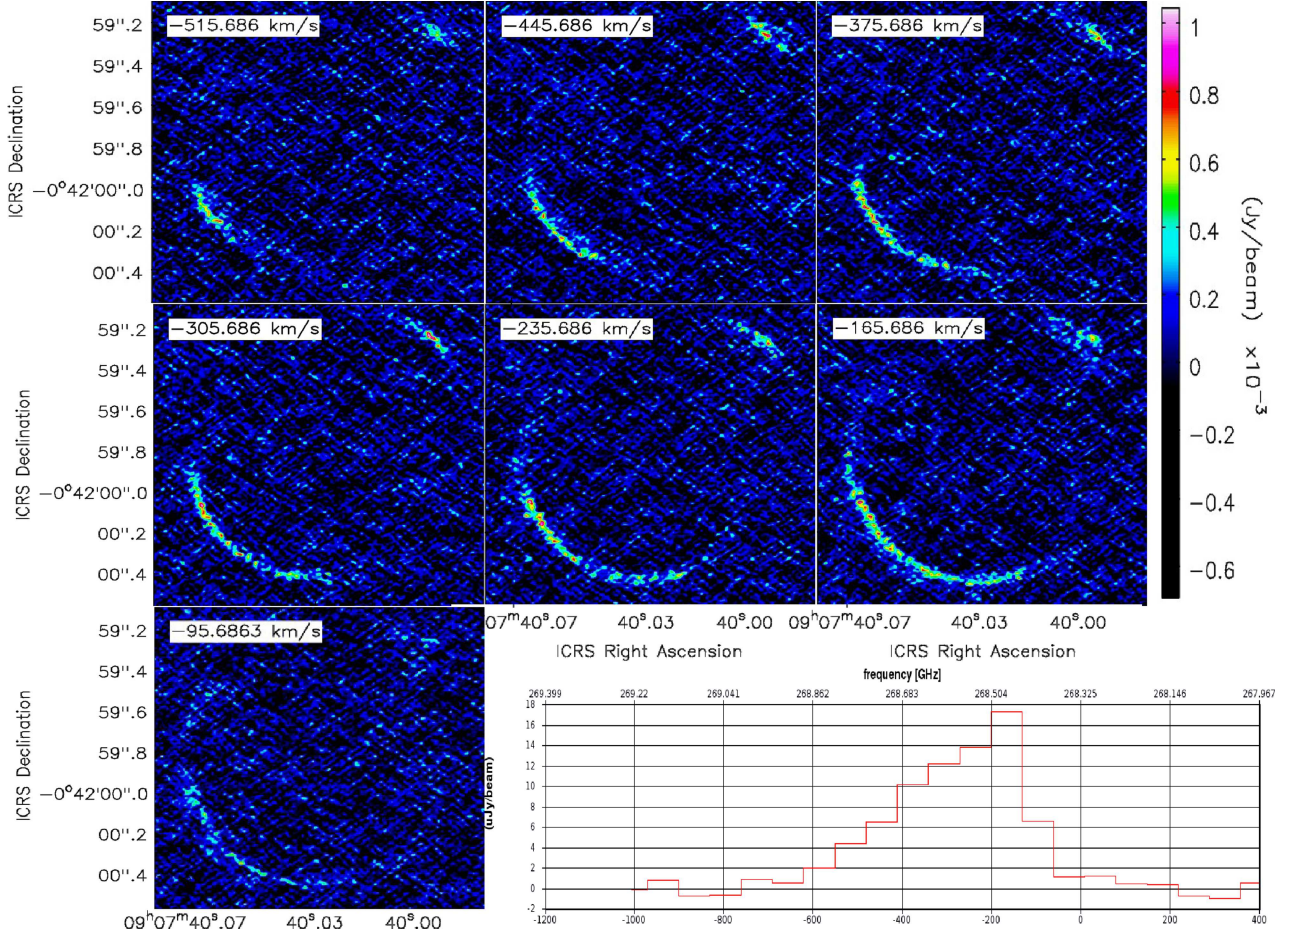 −515.686 km/s
−445.686 km/s
−375.686 km/s
59".2
59".4
59".6
59".8
−0°42'00".0
00".2
00".4
ICRS Declination
1
0.8
0.6
0.4
0.2
0
−0.2
−0.4
−0.6
(Jy/beam) ×10⁻³
−305.686 km/s
−235.686 km/s
−165.686 km/s
59".2
59".4
59".6
59".8
−0°42'00".0
00".2
00".4
ICRS Declination
07ᵐ40ˢ.07 40ˢ.03 40ˢ.00
09ʰ07ᵐ40ˢ.07 40ˢ.03 40ˢ.00
ICRS Right Ascension
ICRS Right Ascension
−95.6863 km/s
59".2
59".4
59".6
59".8
−0°42'00".0
00".2
00".4
ICRS Declination
09ʰ07ᵐ40ˢ.07 40ˢ.03 40ˢ.00
frequency [GHz]
269.399 269.22 269.041 268.862 268.683 268.504 268.325 268.146 267.967
18
16
14
12
10
8
6
4
2
0
-2
(uJy/beam)
-1200 -1000 -800 -600 -400 -200 0 200 400